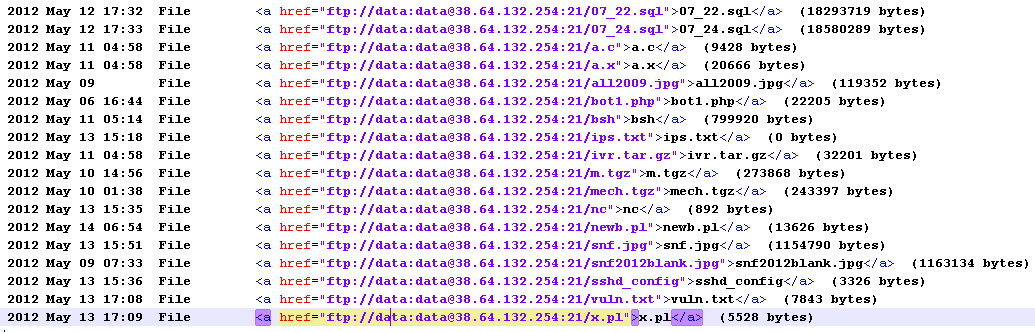 2012 May 12 17:32 File <a href="ftp://data:data@38.64.132.254:21/07_22.sql">07_22.sql</a> (18293719 bytes)
2012 May 12 17:33 File <a href="ftp://data:data@38.64.132.254:21/07_24.sql">07_24.sql</a> (18580289 bytes)
2012 May 11 04:58 File <a href="ftp://data:data@38.64.132.254:21/a.c">a.c</a> (9428 bytes)
2012 May 11 04:58 File <a href="ftp://data:data@38.64.132.254:21/a.x">a.x</a> (20666 bytes)
2012 May 09 File <a href="ftp://data:data@38.64.132.254:21/all2009.jpg">all2009.jpg</a> (119352 bytes)
2012 May 06 16:44 File <a href="ftp://data:data@38.64.132.254:21/bot1.php">bot1.php</a> (22205 bytes)
2012 May 11 05:14 File <a href="ftp://data:data@38.64.132.254:21/bsh">bsh</a> (799920 bytes)
2012 May 13 15:18 File <a href="ftp://data:data@38.64.132.254:21/ips.txt">ips.txt</a> (0 bytes)
2012 May 11 04:58 File <a href="ftp://data:data@38.64.132.254:21/ivr.tar.gz">ivr.tar.gz</a> (32201 bytes)
2012 May 10 14:56 File <a href="ftp://data:data@38.64.132.254:21/m.tgz">m.tgz</a> (273868 bytes)
2012 May 10 01:38 File <a href="ftp://data:data@38.64.132.254:21/mech.tgz">mech.tgz</a> (243397 bytes)
2012 May 13 15:35 File <a href="ftp://data:data@38.64.132.254:21/nc">nc</a> (892 bytes)
2012 May 14 06:54 File <a href="ftp://data:data@38.64.132.254:21/newb.pl">newb.pl</a> (13626 bytes)
2012 May 13 15:51 File <a href="ftp://data:data@38.64.132.254:21/snf.jpg">snf.jpg</a> (1154790 bytes)
2012 May 09 07:33 File <a href="ftp://data:data@38.64.132.254:21/snf2012blank.jpg">snf2012blank.jpg</a> (1163134 bytes)
2012 May 13 15:55 File <a href="ftp://data:data@38.64.132.254:21/sshd_config">sshd_config</a> (3326 bytes)
2012 May 13 17:08 File <a href="ftp://data:data@38.64.132.254:21/vuln.txt">vuln.txt</a> (7843 bytes)
2012 May 13 17:09 File <a href="ftp://data:data@38.64.132.254:21/x.pl">x.pl</a> (5528 bytes)